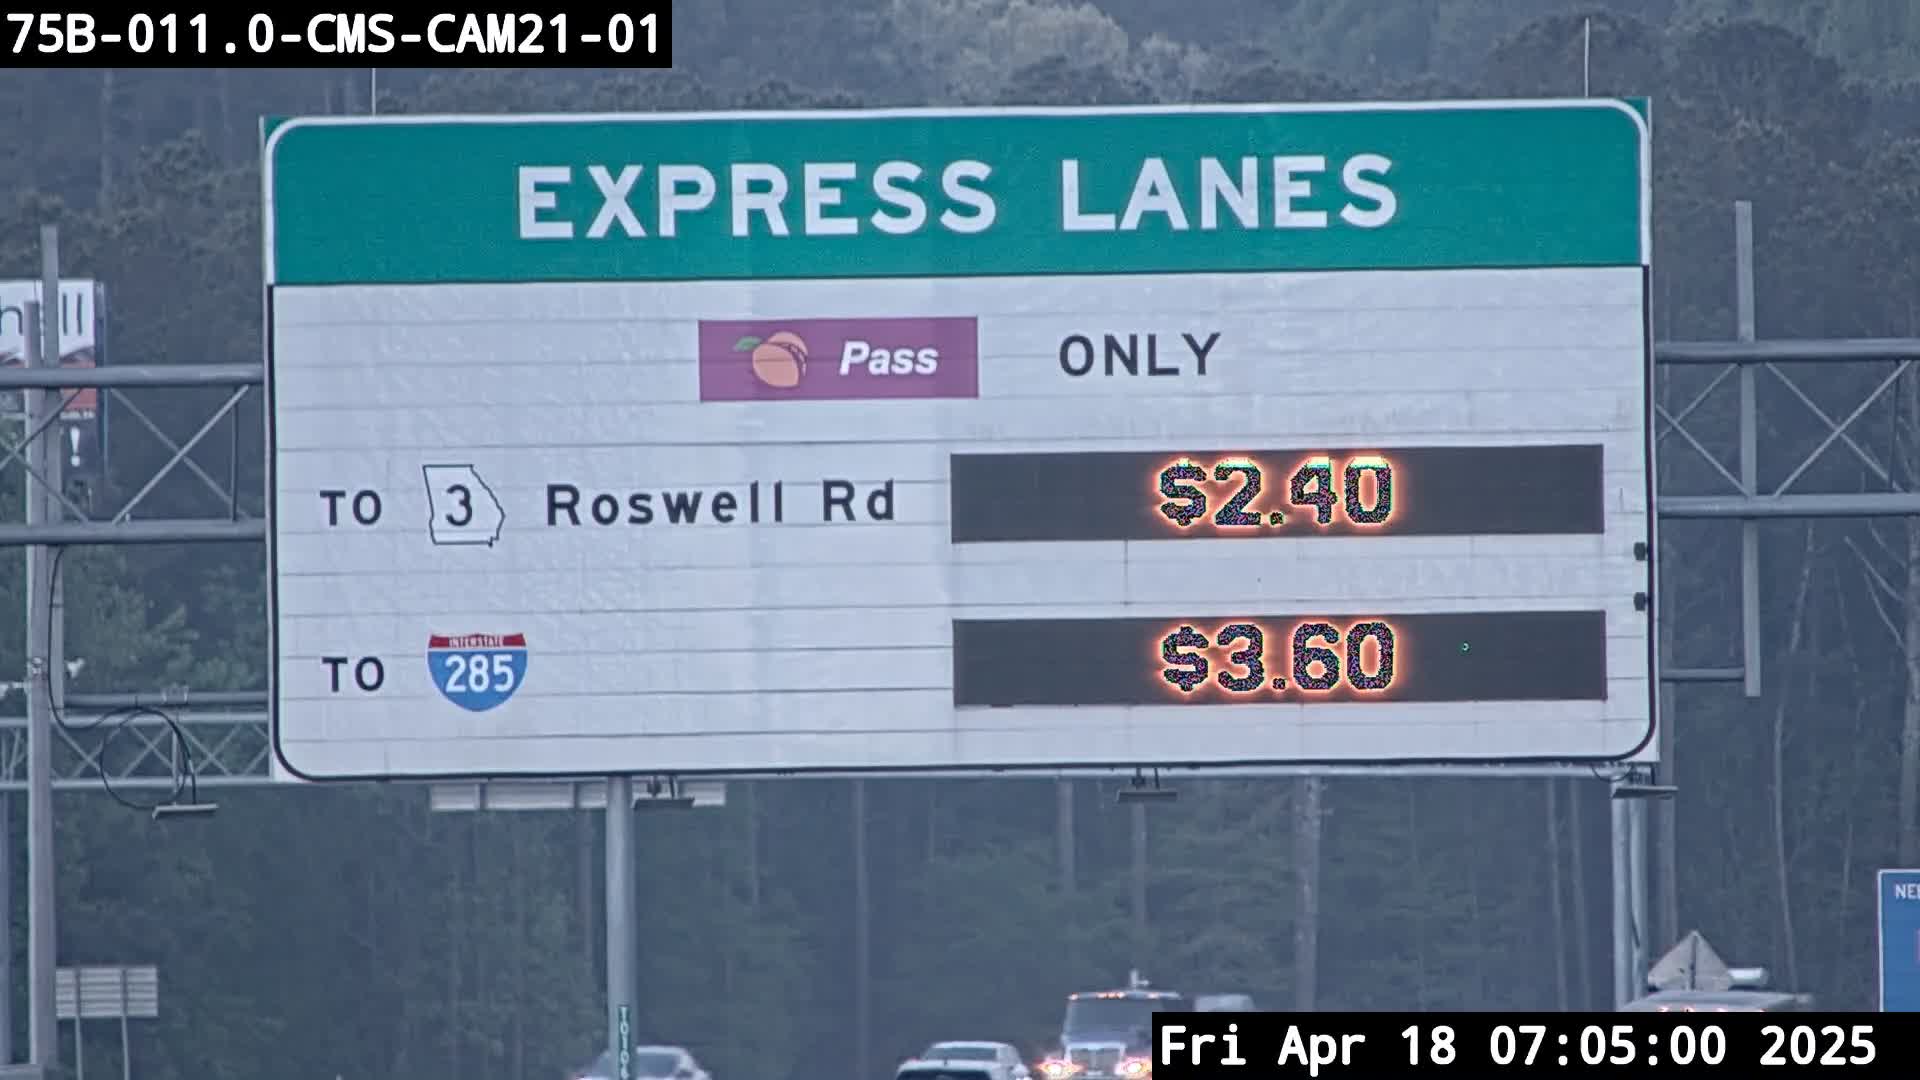 75B-011.0-CMS-CAM21-01
EXPRESS LANES
Pass ONLY
TO 3 Roswell Rd $2.40
INTERSTATE
TO 285 $3.60
Fri Apr 18 07:05:00 2025